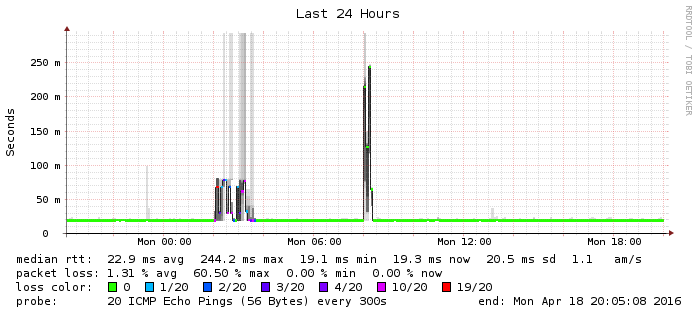 Last 24 Hours
RRDTOOL / TOBI OETIKER
Seconds
250 m
200 m
150 m
100 m
50 m
0
Mon 00:00 Mon 06:00 Mon 12:00 Mon 18:00
median rtt: 22.9 ms avg 244.2 ms max 19.1 ms min 19.3 ms now 20.5 ms sd 1.1 am/s
packet loss: 1.31 % avg 60.50 % max 0.00 % min 0.00 % now
loss color: 0 1/20 2/20 3/20 4/20 10/20 19/20
probe: 20 ICMP Echo Pings (56 Bytes) every 300s end: Mon Apr 18 20:05:08 2016